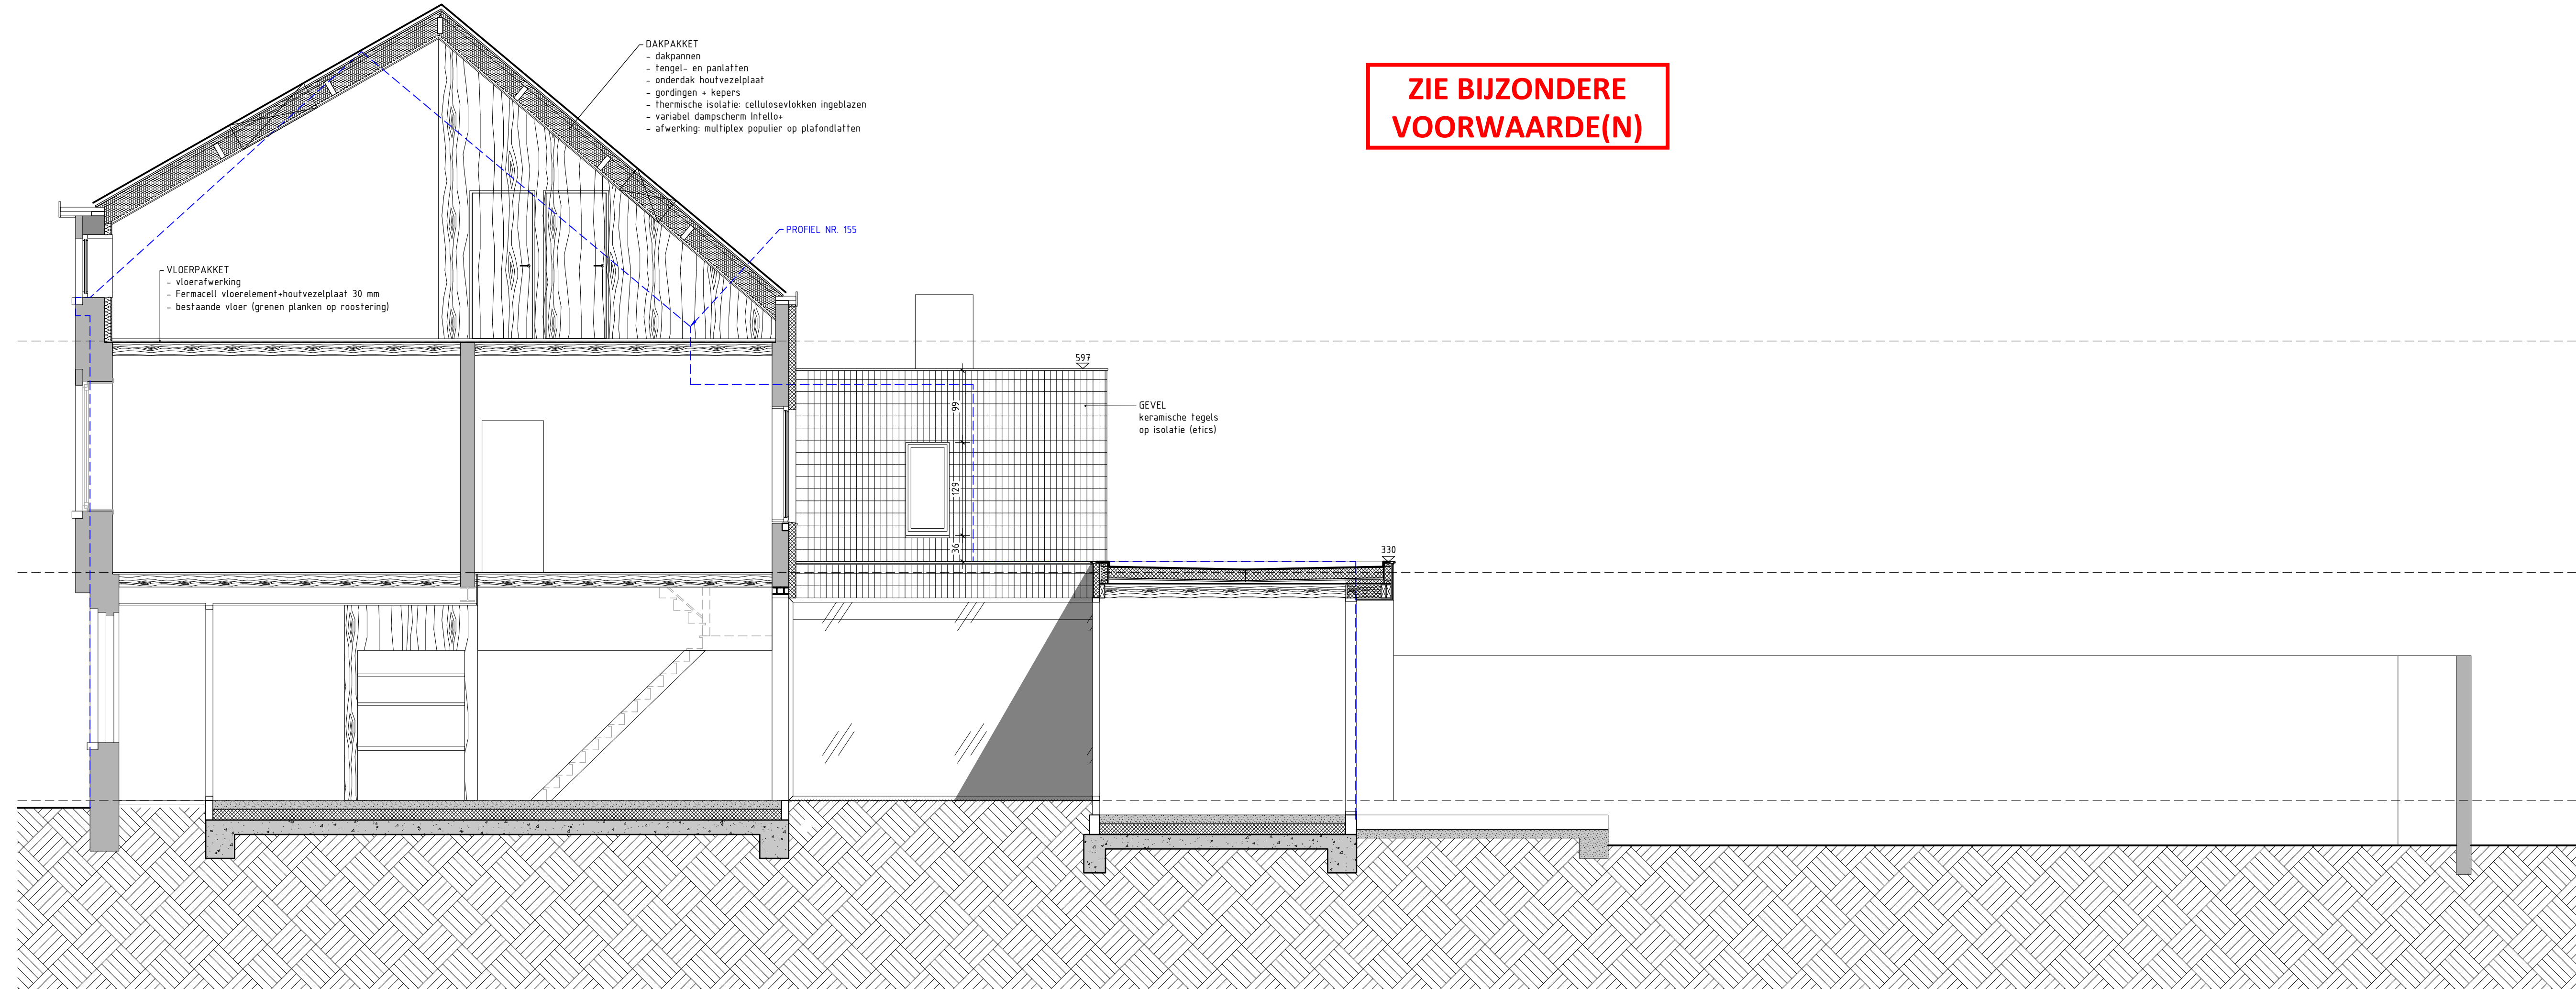 DAKPAKKET
- dakpannen
- tengel- en panlatten
- onderdak houtvezelplaat
- gordingen + kepers
- thermische isolatie: cellulosevlokken ingeblazen
- variabel dampscherm Intello+
- afwerking: multiplex populier op plafondlatten
ZIE BIJZONDERE
VOORWAARDE(N)
PROFIEL NR. 155
VLOERPAKKET
- vloerafwerking
- Fermacell vloerelement+houtvezelplaat 30 mm
- bestaande vloer (grenen planken op roostering)
597
99
GEVEL
keramische tegels
op isolatie (etics)
129
36
330